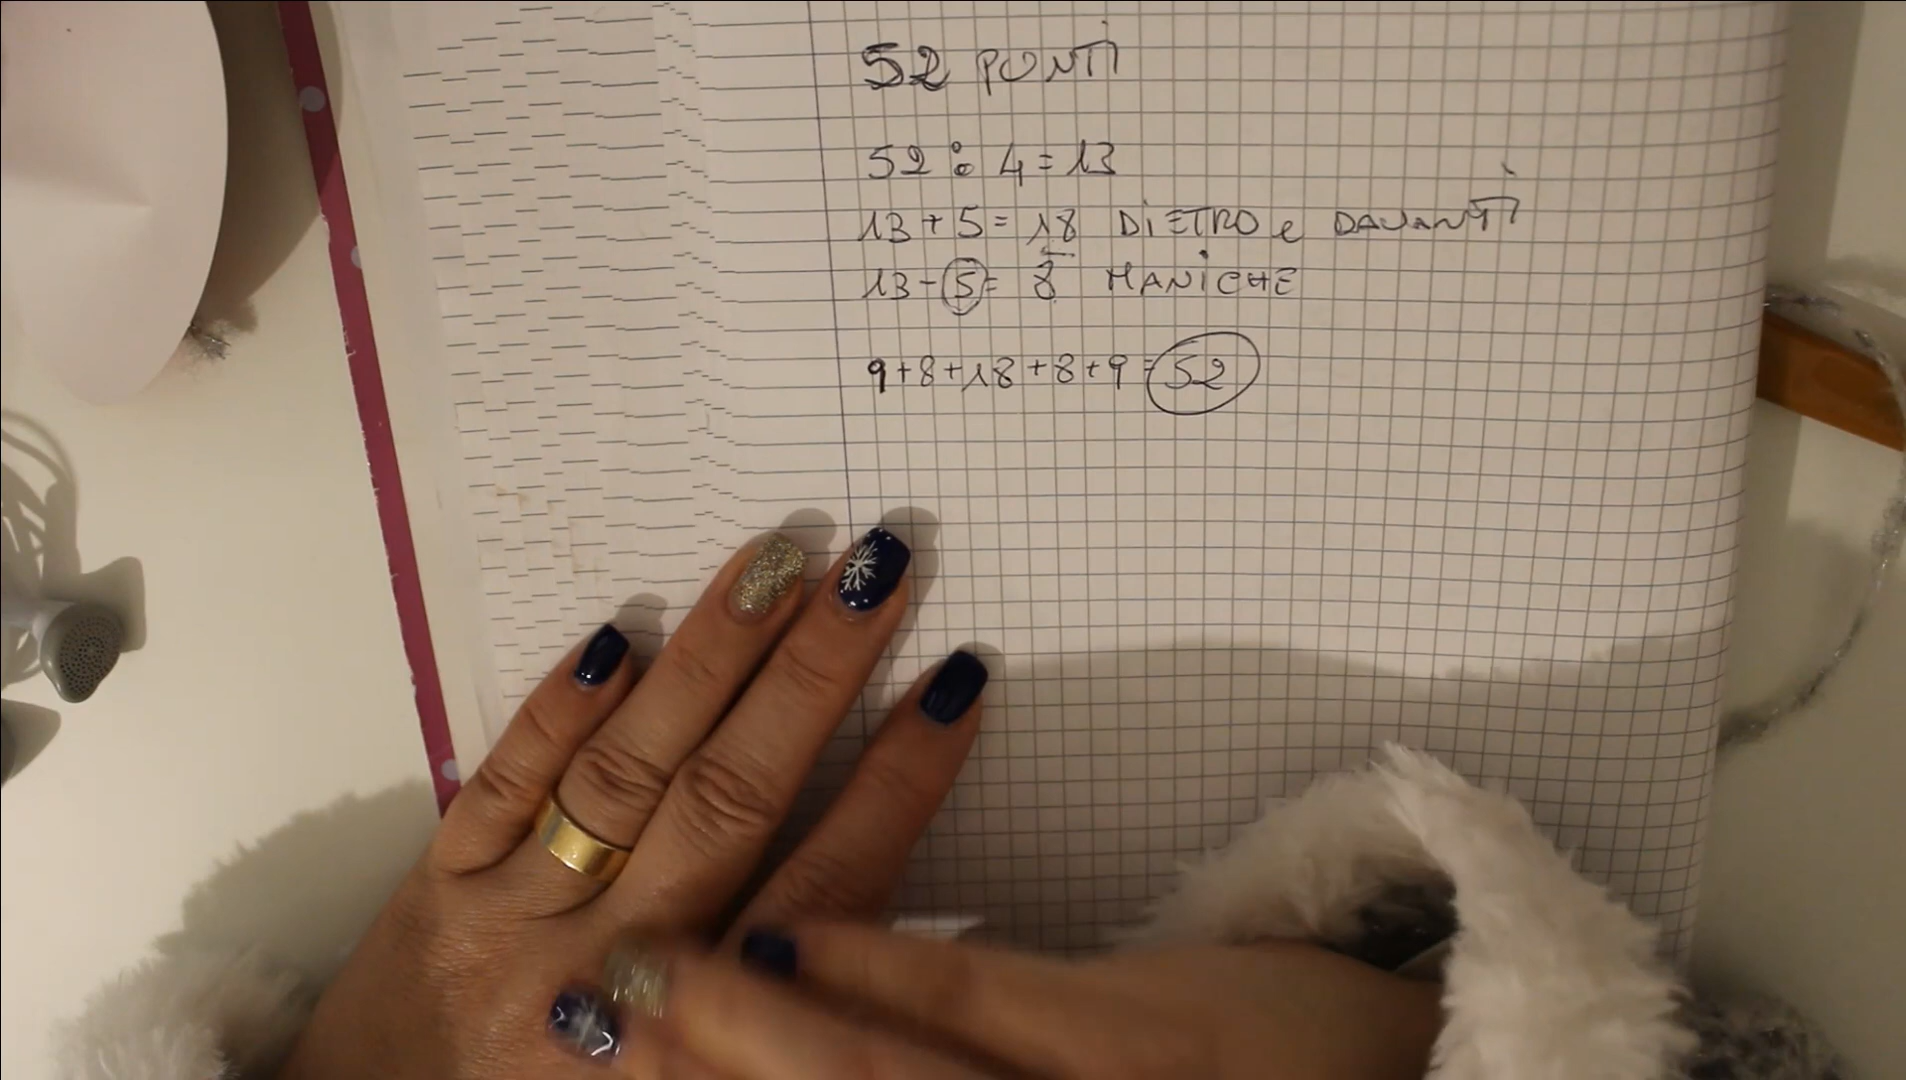 52 PUNTI
52 : 4 = 13
13 + 5 = 18 DIETRO e DAVANTI
13 - 5 = 8 MANICHE
9 + 8 + 18 + 8 + 9 = 52